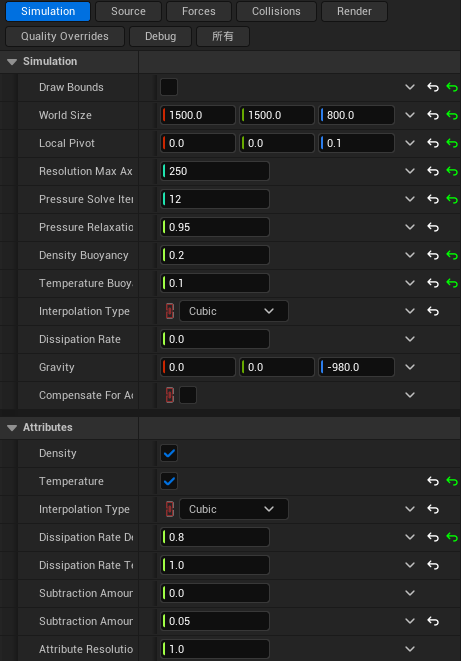 Simulation Source Forces Collisions Render
Quality Overrides Debug 所有
Simulation
Draw Bounds
World Size 1500.0 1500.0 800.0
Local Pivot 0.0 0.0 0.1
Resolution Max Ax 250
Pressure Solve Iter 12
Pressure Relaxatio 0.95
Density Buoyancy 0.2
Temperature Buoy 0.1
Interpolation Type Cubic
Dissipation Rate 0.0
Gravity 0.0 0.0 -980.0
Compensate For Ac
Attributes
Density
Temperature
Interpolation Type Cubic
Dissipation Rate De 0.8
Dissipation Rate Te 1.0
Subtraction Amour 0.0
Subtraction Amour 0.05
Attribute Resolutio 1.0